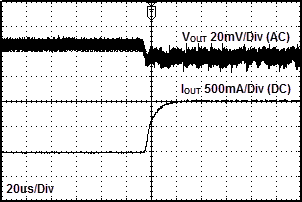 VOUT 20mV/Div (AC)
IOUT 500mA/Div (DC)
20us/Div